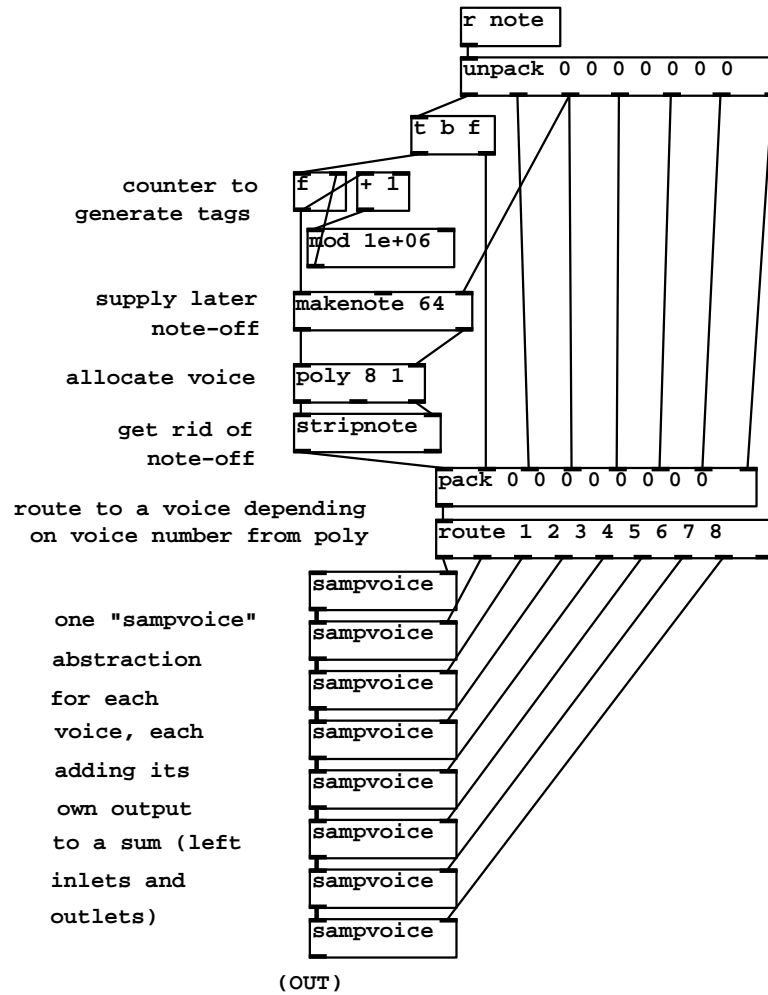 r note
unpack 0 0 0 0 0 0 0
t b f
f
+ 1
counter to
generate tags
mod 1e+06
supply later
note-off
makenote 64
allocate voice
poly 8 1
get rid of
note-off
stripnote
pack 0 0 0 0 0 0 0 0
route to a voice depending
on voice number from poly
route 1 2 3 4 5 6 7 8
sampvoice
sampvoice
sampvoice
sampvoice
sampvoice
sampvoice
sampvoice
sampvoice
one "sampvoice"
abstraction
for each
voice, each
adding its
own output
to a sum (left
inlets and
outlets)
(OUT)